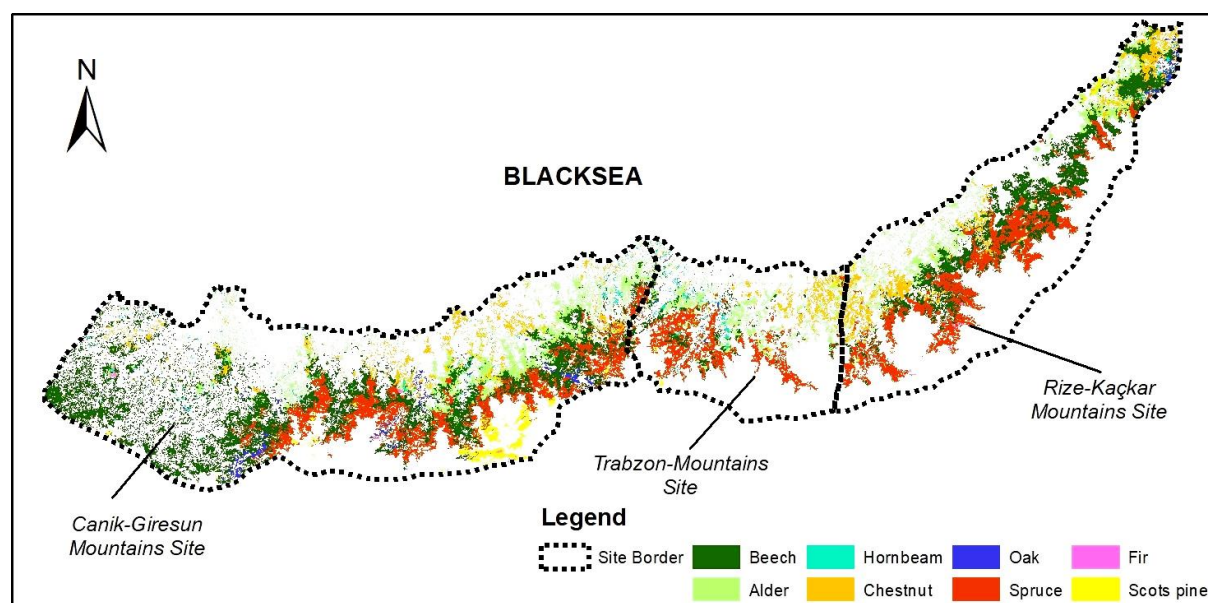 N
BLACKSEA
Rize-Kaçkar
Mountains Site
Trabzon-Mountains
Site
Canik-Giresun
Mountains Site
Legend
Site Border
Beech
Hornbeam
Oak
Fir
Alder
Chestnut
Spruce
Scots pine